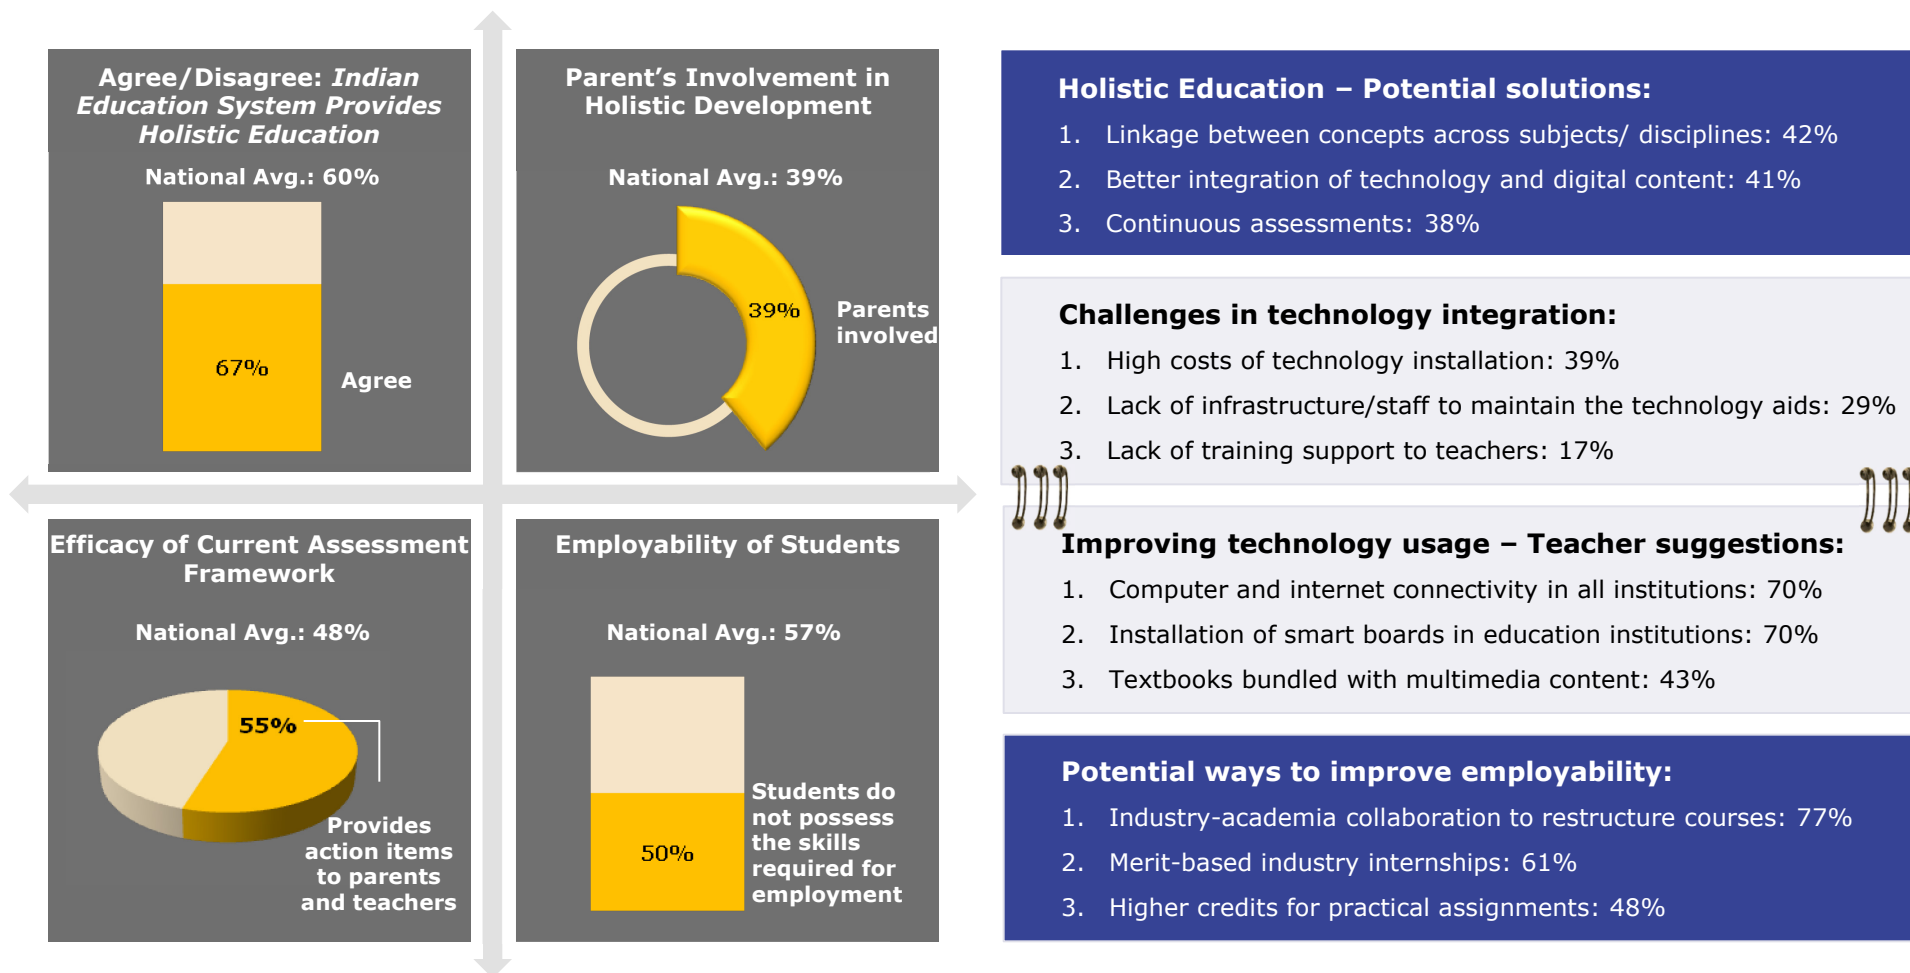 Agree/Disagree: Indian
Education System Provides
Holistic Education
National Avg.: 60%
67%
Agree
Parent’s Involvement in
Holistic Development
National Avg.: 39%
39%
Parents
involved
Efficacy of Current Assessment
Framework
National Avg.: 48%
55%
Provides
action items
to parents
and teachers
Employability of Students
National Avg.: 57%
50%
Students do
not possess
the skills
required for
employment
Holistic Education – Potential solutions:
1. Linkage between concepts across subjects/ disciplines: 42%
2. Better integration of technology and digital content: 41%
3. Continuous assessments: 38%
Challenges in technology integration:
1. High costs of technology installation: 39%
2. Lack of infrastructure/staff to maintain the technology aids: 29%
3. Lack of training support to teachers: 17%
Improving technology usage – Teacher suggestions:
1. Computer and internet connectivity in all institutions: 70%
2. Installation of smart boards in education institutions: 70%
3. Textbooks bundled with multimedia content: 43%
Potential ways to improve employability:
1. Industry-academia collaboration to restructure courses: 77%
2. Merit-based industry internships: 61%
3. Higher credits for practical assignments: 48%